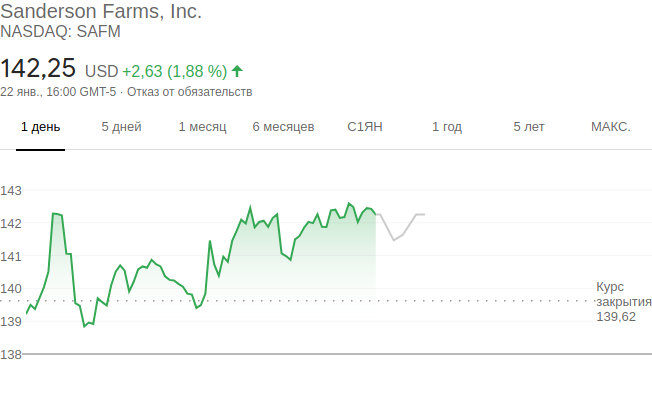 Sanderson Farms, Inc.
NASDAQ: SAFM
142,25 USD +2,63 (1,88 %)
22 янв., 16:00 GMT-5 · Отказ от обязательств
1 день 5 дней 1 месяц 6 месяцев С1ЯН 1 год 5 лет МАКС.
143
142
141
140
139
138
Курс
закрытия
139,62